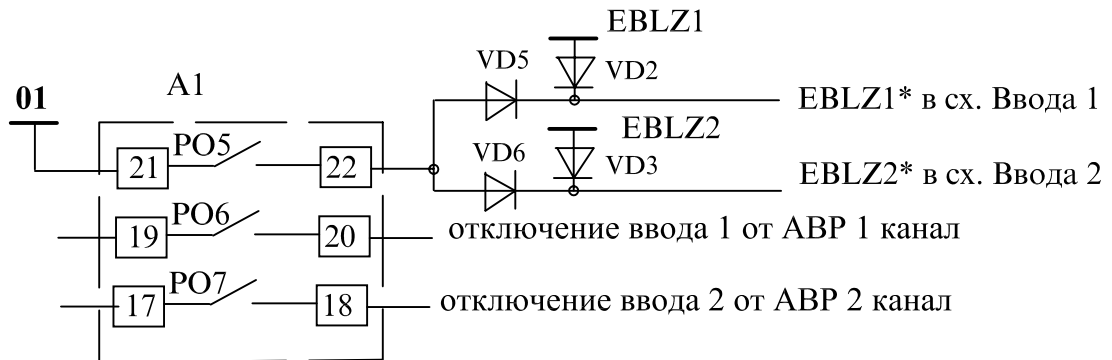 EBLZ1
VD5
VD2
01
A1
EBLZ1* в сх. Ввода 1
EBLZ2
21
PO5
22
VD6
VD3
EBLZ2* в сх. Ввода 2
19
PO6
20
отключение ввода 1 от АВР 1 канал
17
PO7
18
отключение ввода 2 от АВР 2 канал